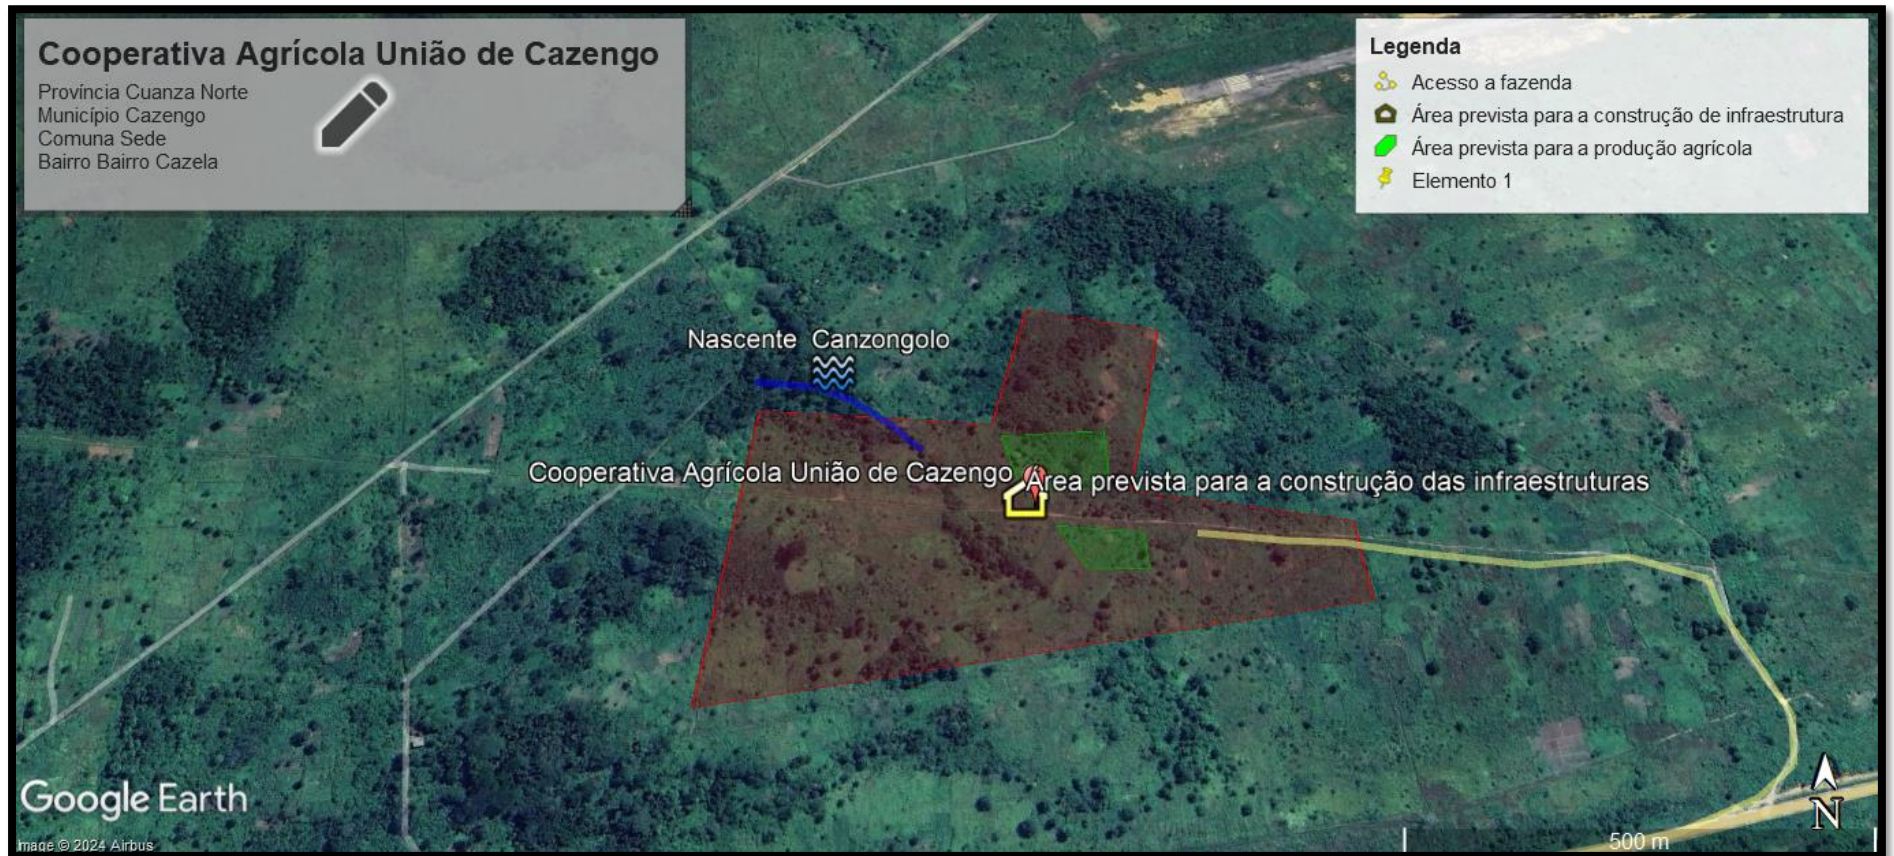 Cooperativa Agrícola União de Cazengo
Província Cuanza Norte
Município Cazengo
Comuna Sede
Bairro Bairro Cazela
Legenda
Acesso a fazenda
Área prevista para a construção de infraestrutura
Área prevista para a produção agrícola
Elemento 1
Nascente Canzongolo
Cooperativa Agrícola União de Cazengo
Área prevista para a construção das infraestruturas
Google Earth
Image © 2024 Airbus
N
500 m